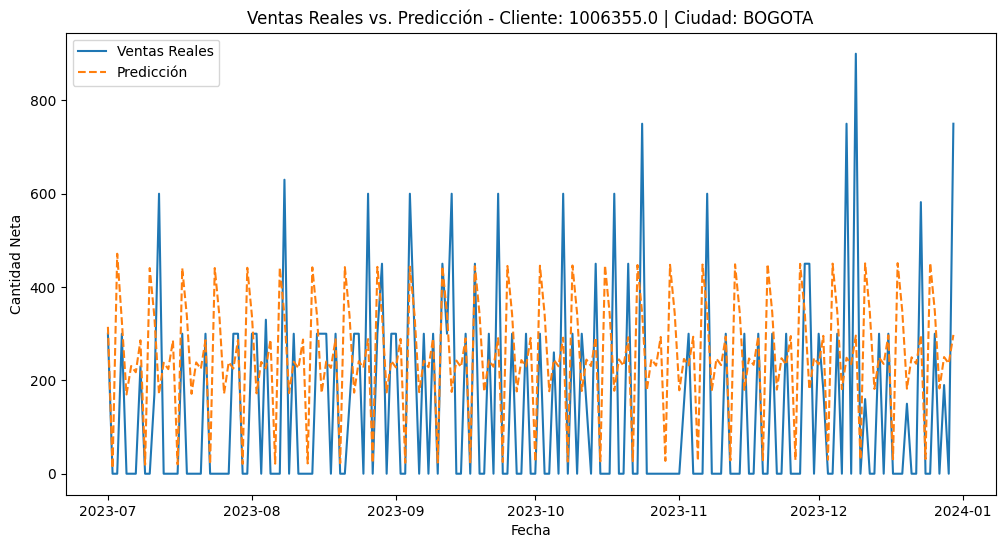 Ventas Reales vs. Predicción - Cliente: 1006355.0 | Ciudad: BOGOTA
Ventas Reales
Predicción
Cantidad Neta
800
600
400
200
0
2023-07
2023-08
2023-09
2023-10
2023-11
2023-12
2024-01
Fecha